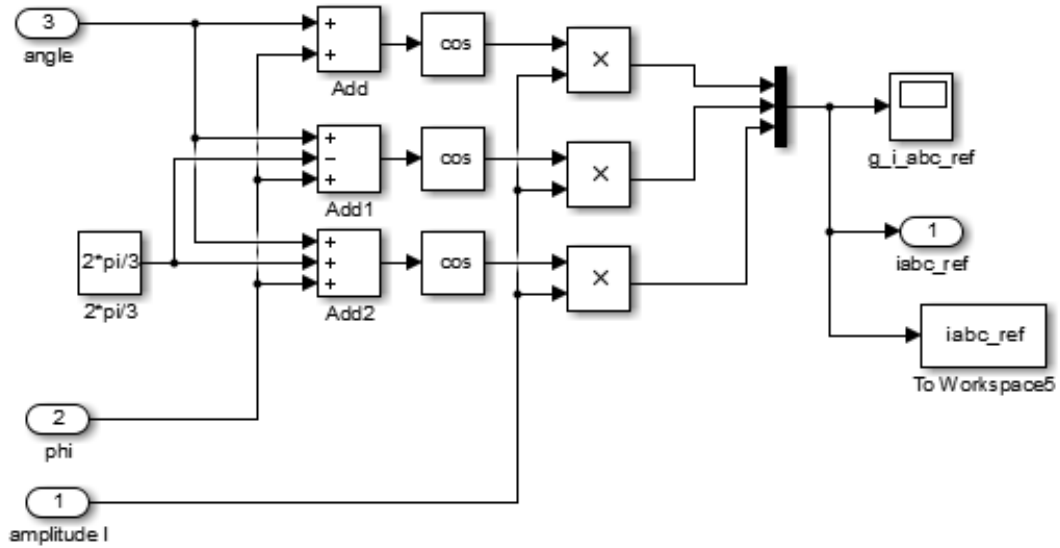 3
angle
+
+
Add
cos
×
+
−
+
Add1
cos
×
g_i_abc_ref
2*pi/3
2*pi/3
+
+
+
Add2
cos
×
1
iabc_ref
iabc_ref
To Workspace5
2
phi
1
amplitude I